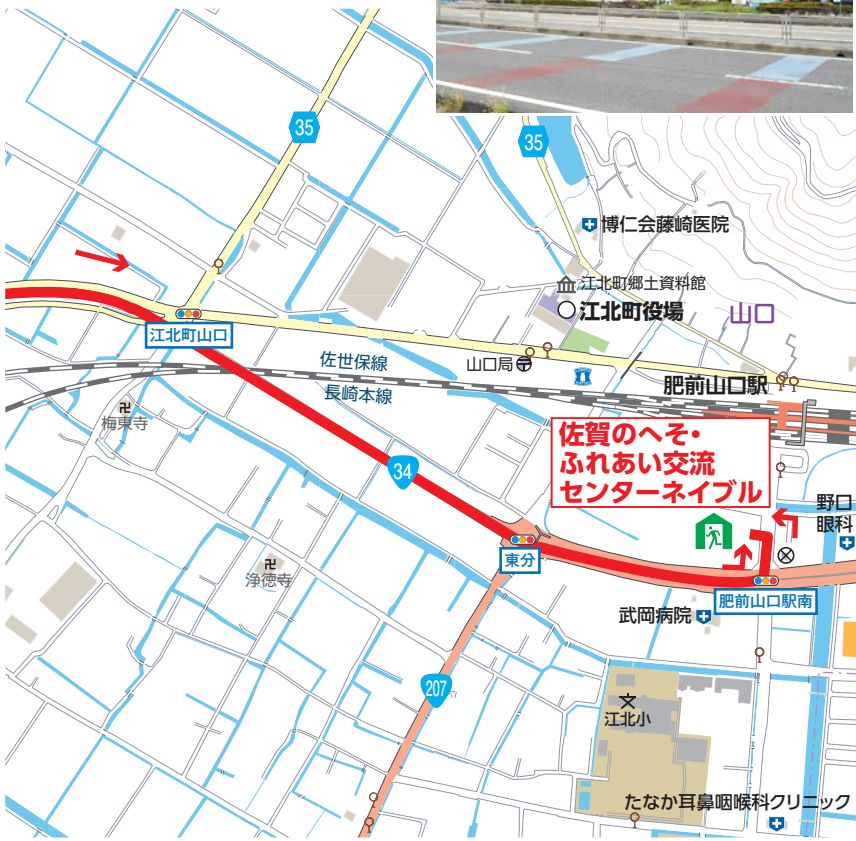 35
35
博仁会藤崎医院
江北町郷土資料館
江北町役場
山口
江北町山口
佐世保線
山口局
長崎本線
肥前山口駅
梅東寺
佐賀のへそ・
ふれあい交流
センターネイブル
34
野口
眼科
東分
浄徳寺
肥前山口駅南
武岡病院
207
江北小
たなか耳鼻咽喉科クリニック